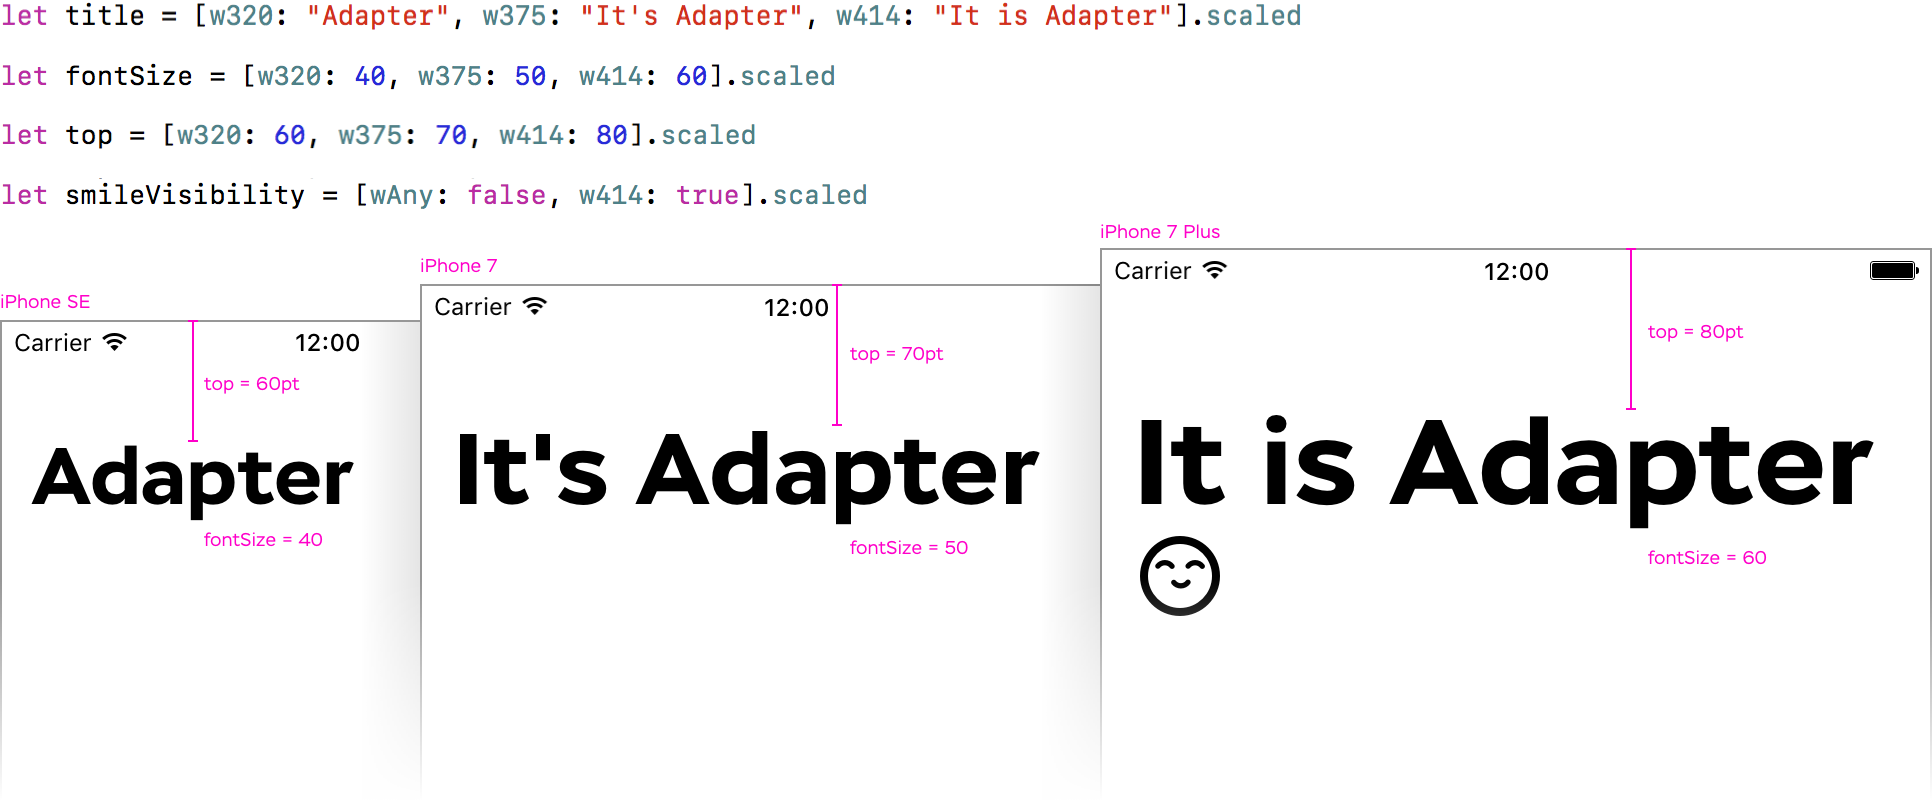 let title = [w320: "Adapter", w375: "It's Adapter", w414: "It is Adapter"].scaled
let fontSize = [w320: 40, w375: 50, w414: 60].scaled
let top = [w320: 60, w375: 70, w414: 80].scaled
let smileVisibility = [wAny: false, w414: true].scaled
iPhone SE
Carrier 12:00
top = 60pt
Adapter
fontSize = 40
iPhone 7
Carrier 12:00
top = 70pt
It's Adapter
fontSize = 50
iPhone 7 Plus
Carrier 12:00
top = 80pt
It is Adapter
fontSize = 60